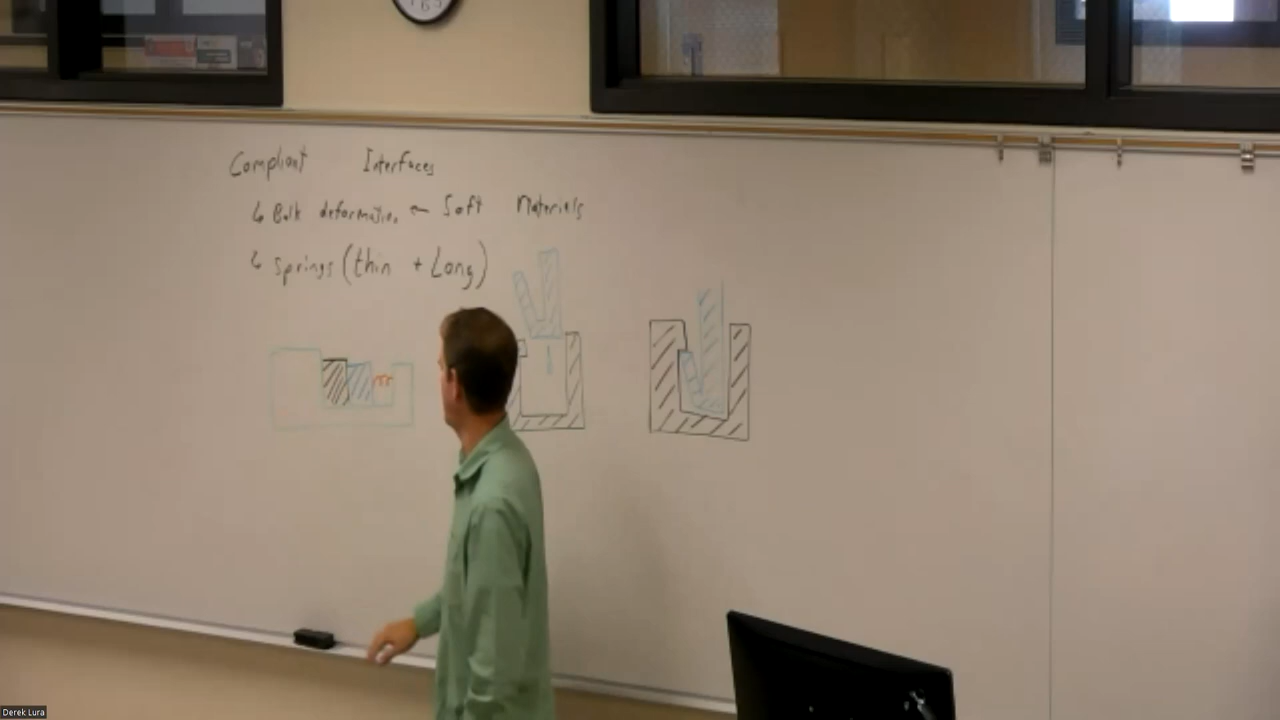 Compliant Interfaces
↳ Bulk deformation ← Soft Materials
↳ Springs (thin + Long)
Derek Lura